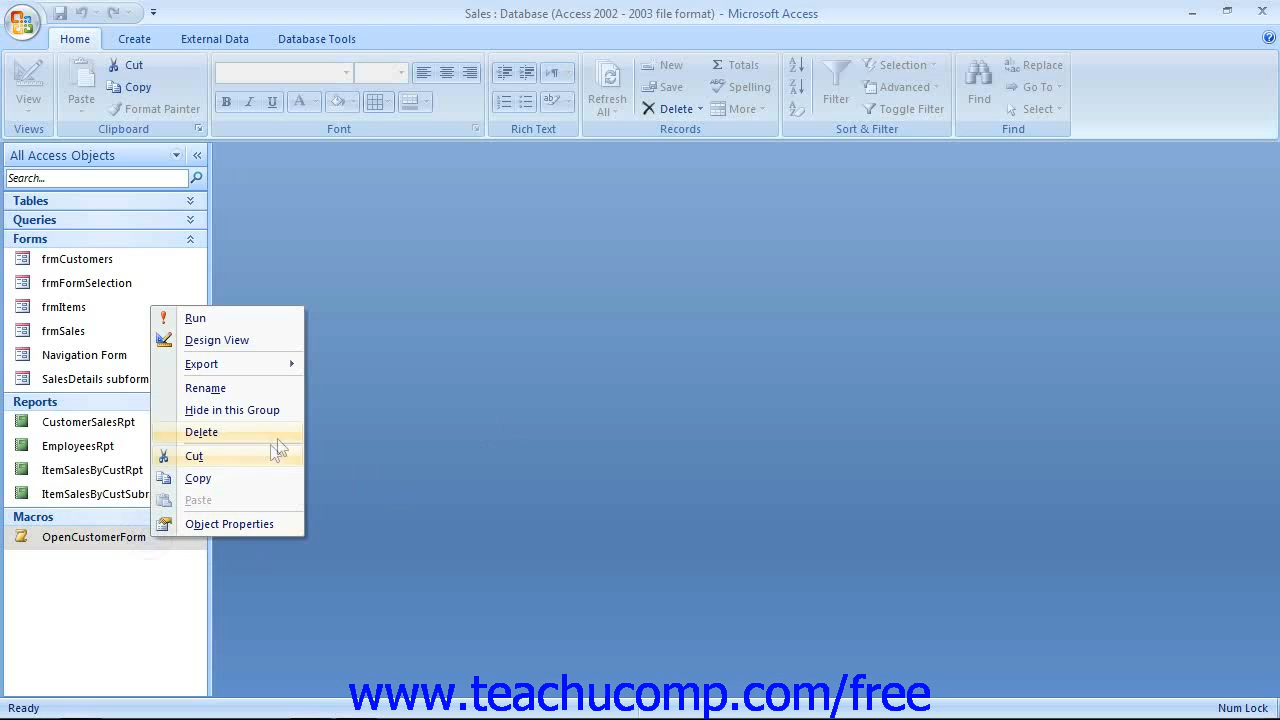 Sales : Database (Access 2002 - 2003 file format) - Microsoft Access
Home Create External Data Database Tools
View
Views
Paste
Cut
Copy
Format Painter
Clipboard
B I U A
Font
ab
Rich Text
Refresh
All
New
Save
Delete
Totals
Spelling
More
Records
Filter
Selection
Advanced
Toggle Filter
Sort & Filter
Find
Replace
Go To
Select
Find
All Access Objects
Search...
Tables
Queries
Forms
frmCustomers
frmFormSelection
frmItems
frmSales
Navigation Form
SalesDetails subform
Reports
CustomerSalesRpt
EmployeesRpt
ItemSalesByCustRpt
ItemSalesByCustSubr
Macros
OpenCustomerForm
Run
Design View
Export
Rename
Hide in this Group
Delete
Cut
Copy
Paste
Object Properties
www.teachucomp.com/free
Ready
Num Lock